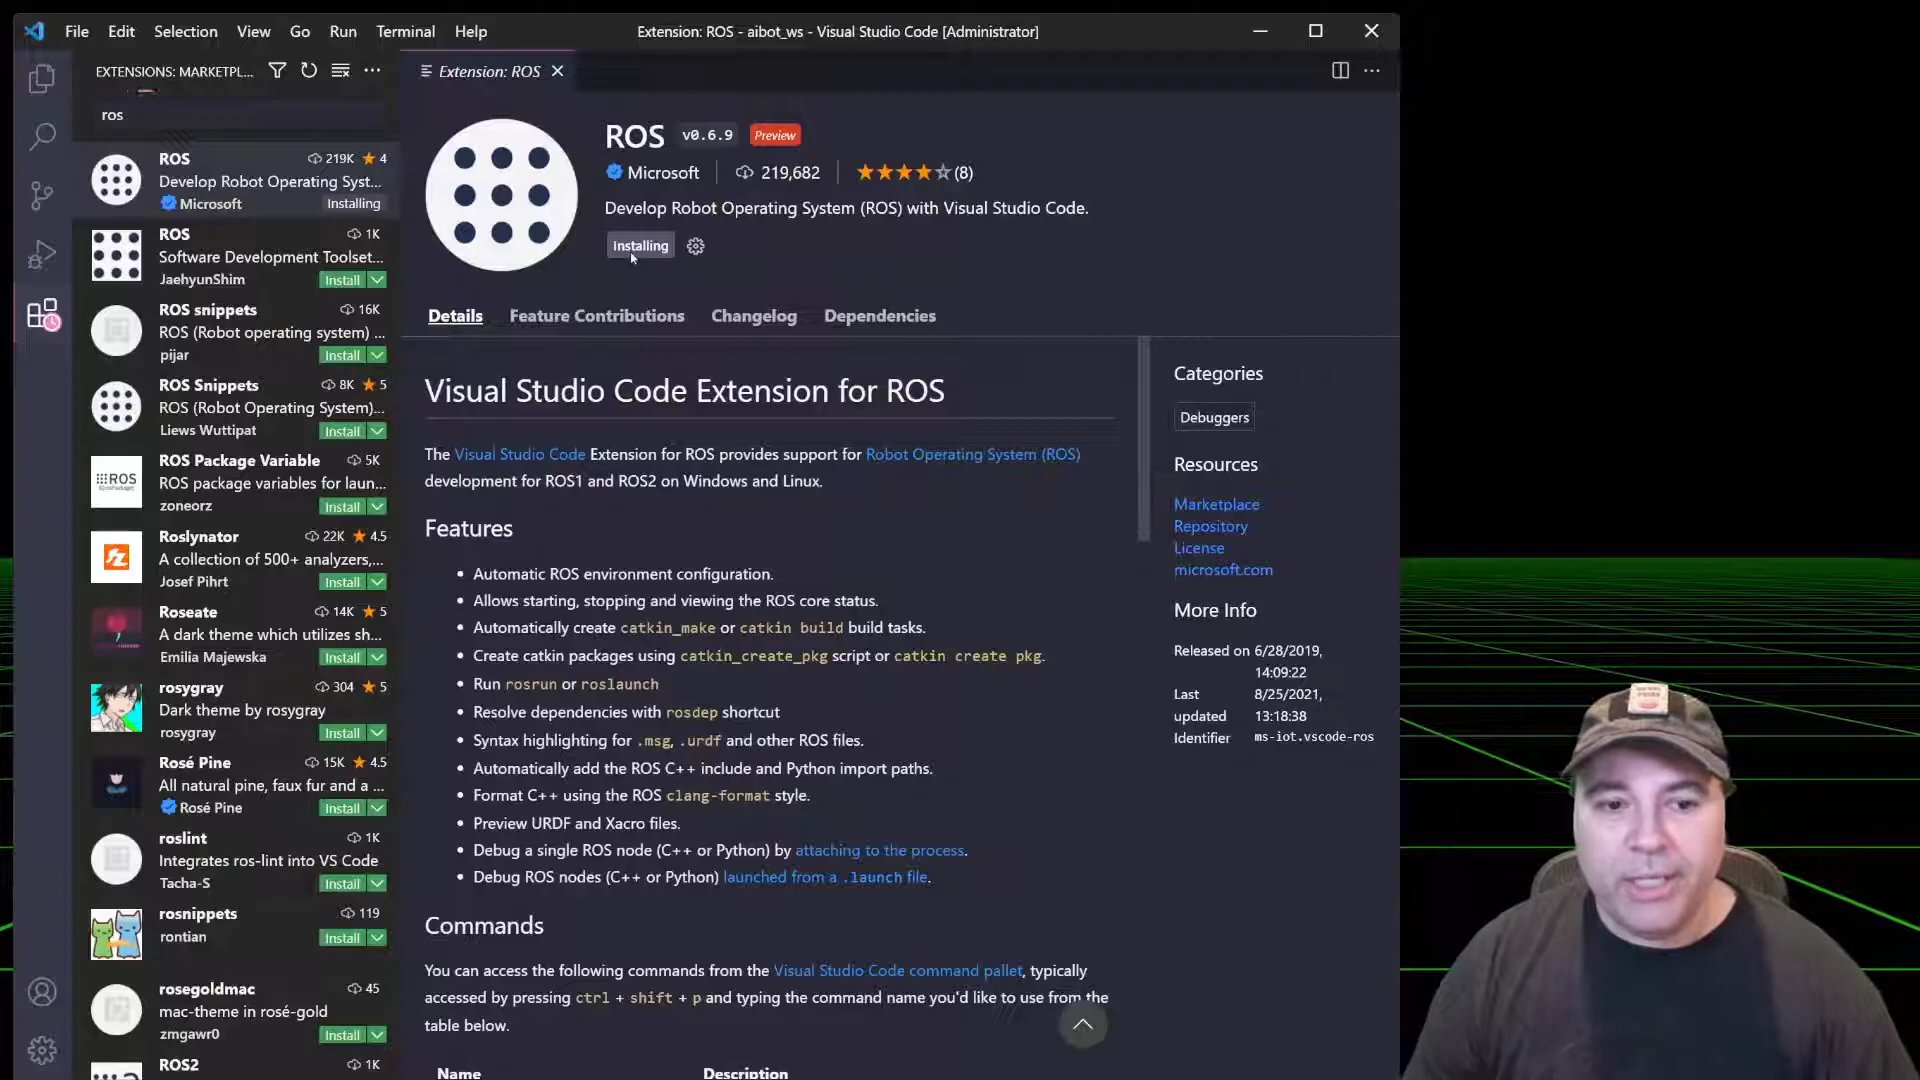 File Edit Selection View Go Run Terminal Help
Extension: ROS - aibot_ws - Visual Studio Code [Administrator]
EXTENSIONS: MARKETPL...
Extension: ROS
ros
ROS 219K 4
Develop Robot Operating Syst...
Microsoft Installing
ROS 1K
Software Development Toolset...
JaehyunShim Install
ROS snippets 16K
ROS (Robot operating system) ...
pijar Install
ROS Snippets 8K 5
ROS (Robot Operating System)...
Liews Wuttipat Install
ROS Package Variable 5K
ROS package variables for laun...
zoneorz Install
Roslynator 22K 4.5
A collection of 500+ analyzers,...
Josef Pihrt Install
Roseate 14K 5
A dark theme which utilizes sh...
Emilia Majewska Install
rosygray 304 5
Dark theme by rosygray
rosygray Install
Rosé Pine 15K 4.5
All natural pine, faux fur and a ...
Rosé Pine Install
roslint 1K
Integrates ros-lint into VS Code
Tacha-S Install
rosnippets 119
rontian Install
rosegoldmac 45
mac-theme in rosé-gold
zmgawr0 Install
ROS2 1K
ROS v0.6.9 Preview
Microsoft 219,682 (8)
Develop Robot Operating System (ROS) with Visual Studio Code.
Installing
Details Feature Contributions Changelog Dependencies
Visual Studio Code Extension for ROS
The Visual Studio Code Extension for ROS provides support for Robot Operating System (ROS)
development for ROS1 and ROS2 on Windows and Linux.
Features
• Automatic ROS environment configuration.
• Allows starting, stopping and viewing the ROS core status.
• Automatically create catkin_make or catkin build build tasks.
• Create catkin packages using catkin_create_pkg script or catkin create pkg.
• Run rosrun or roslaunch
• Resolve dependencies with rosdep shortcut
• Syntax highlighting for .msg, .urdf and other ROS files.
• Automatically add the ROS C++ include and Python import paths.
• Format C++ using the ROS clang-format style.
• Preview URDF and Xacro files.
• Debug a single ROS node (C++ or Python) by attaching to the process.
• Debug ROS nodes (C++ or Python) launched from a .launch file.
Commands
You can access the following commands from the Visual Studio Code command pallet, typically
accessed by pressing ctrl + shift + p and typing the command name you'd like to use from the
table below.
Name Description
Categories
Debuggers
Resources
Marketplace
Repository
License
microsoft.com
More Info
Released on 6/28/2019,
14:09:22
Last 8/25/2021,
updated 13:18:38
Identifier ms-iot.vscode-ros